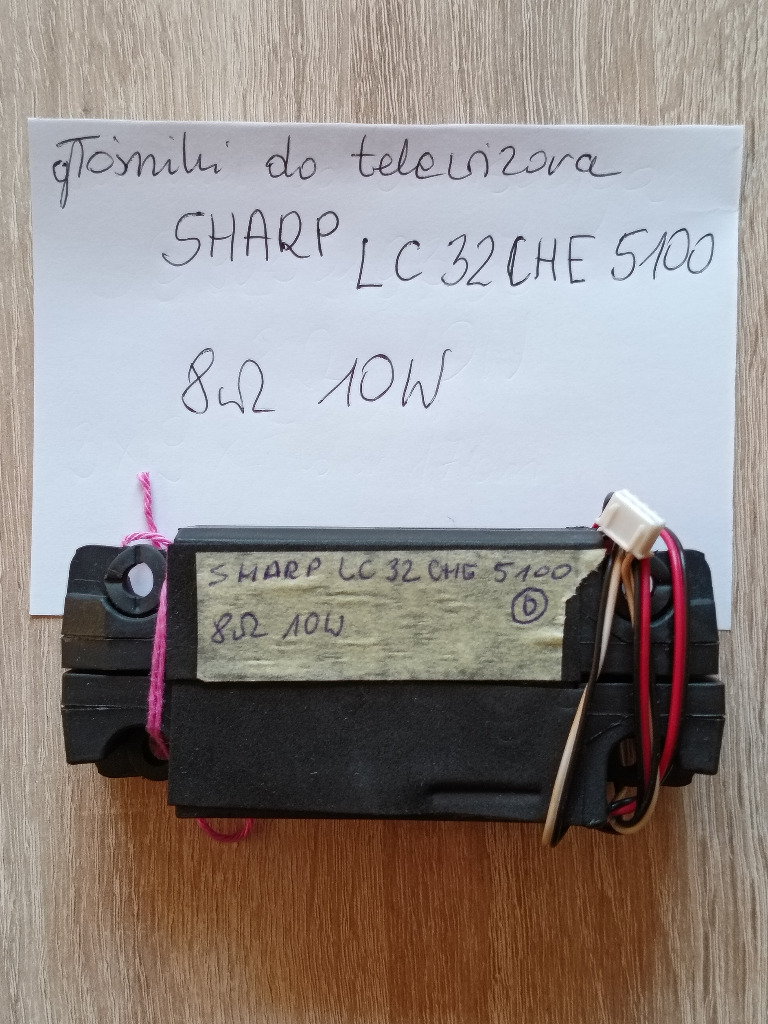 głośniki do telewizora
SHARP LC 32 CHE 5100
8Ω 10W
SHARP LC 32 CHE 5100
8Ω 10W D